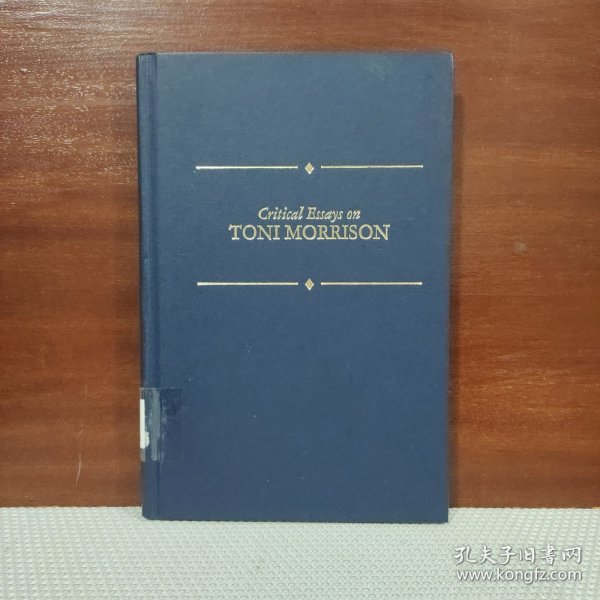 Critical Essays on
TONI MORRISON
孔夫子旧书网
www.kongfz.com